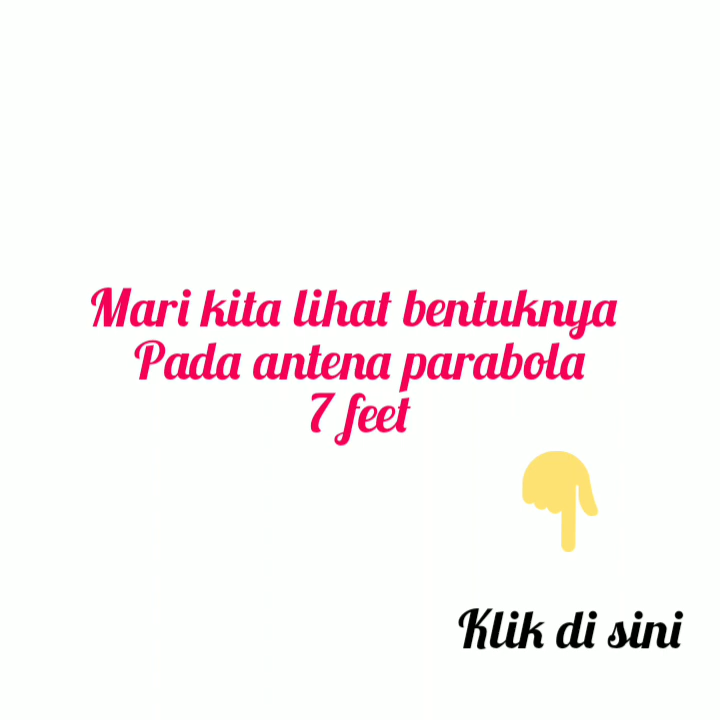 Mari kita lihat bentuknya
Pada antena parabola
7 feet
Klik di sini